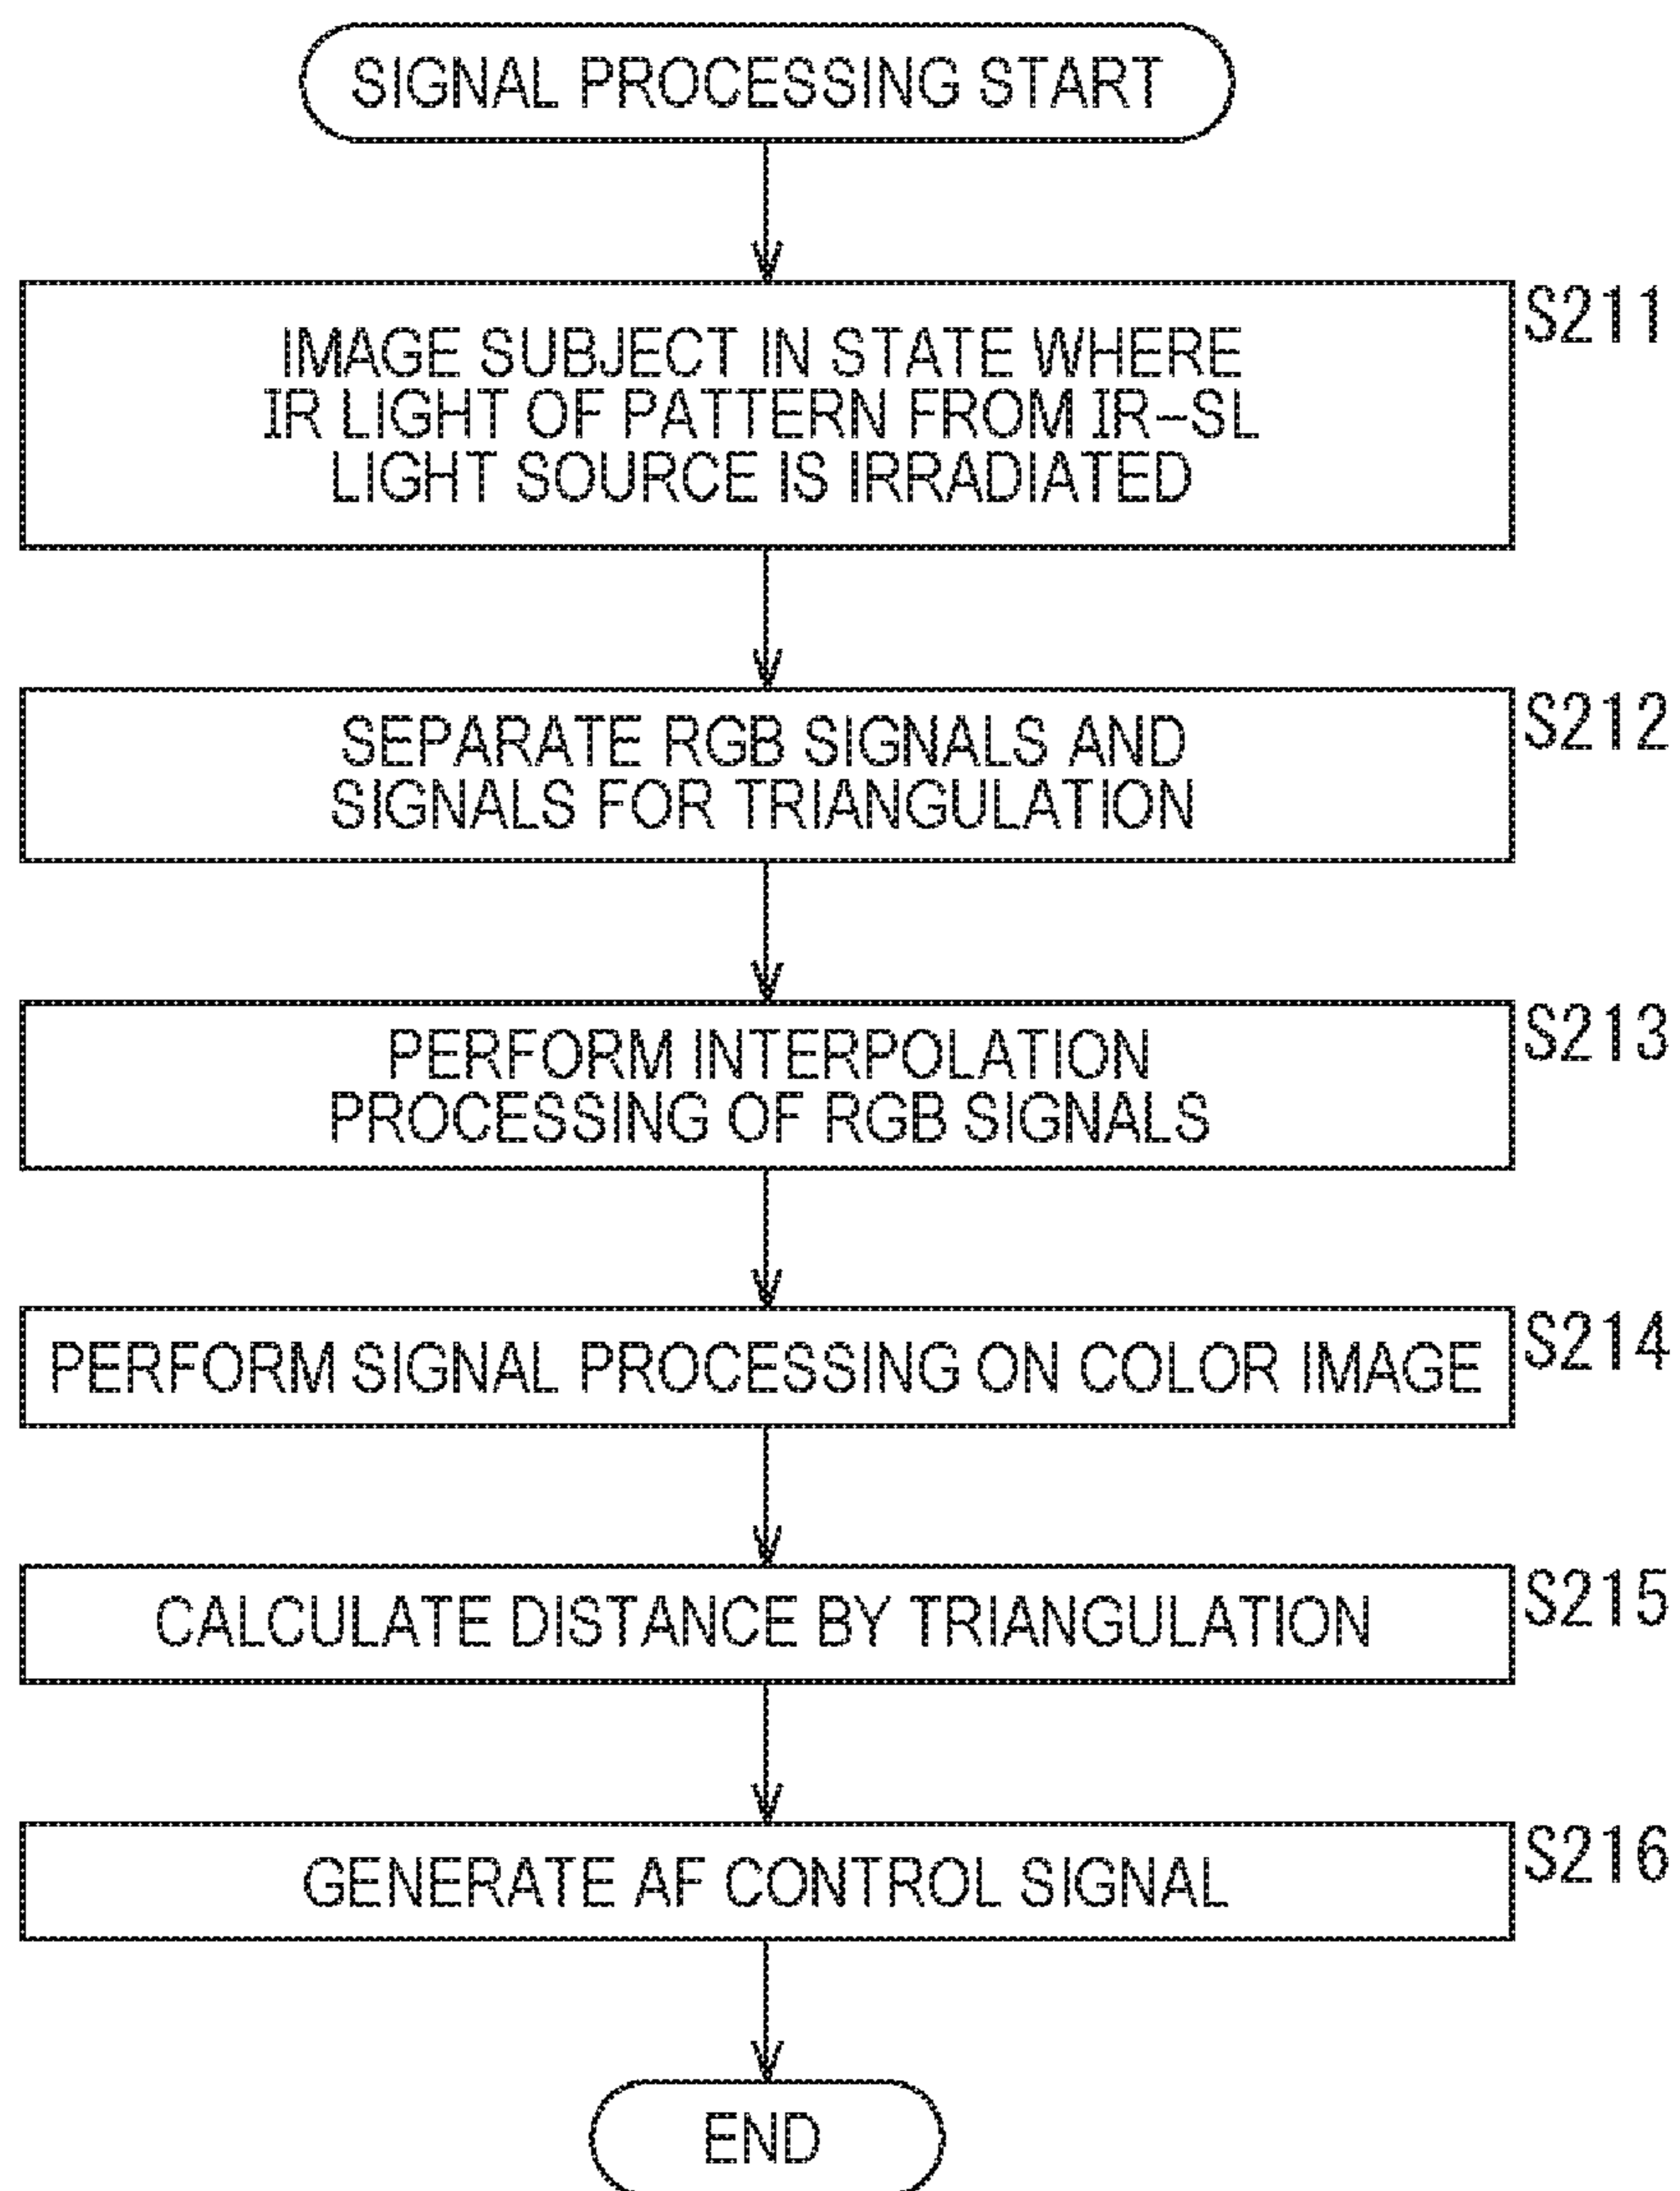 SIGNAL PROCESSING START
S211
IMAGE SUBJECT IN STATE WHERE
IR LIGHT OF PATTERN FROM IR-SL
LIGHT SOURCE IS IRRADIATED
S212
SEPARATE RGB SIGNALS AND
SIGNALS FOR TRIANGULATION
S213
PERFORM INTERPOLATION
PROCESSING OF RGB SIGNALS
S214
PERFORM SIGNAL PROCESSING ON COLOR IMAGE
S215
CALCULATE DISTANCE BY TRIANGULATION
S216
GENERATE AF CONTROL SIGNAL
END